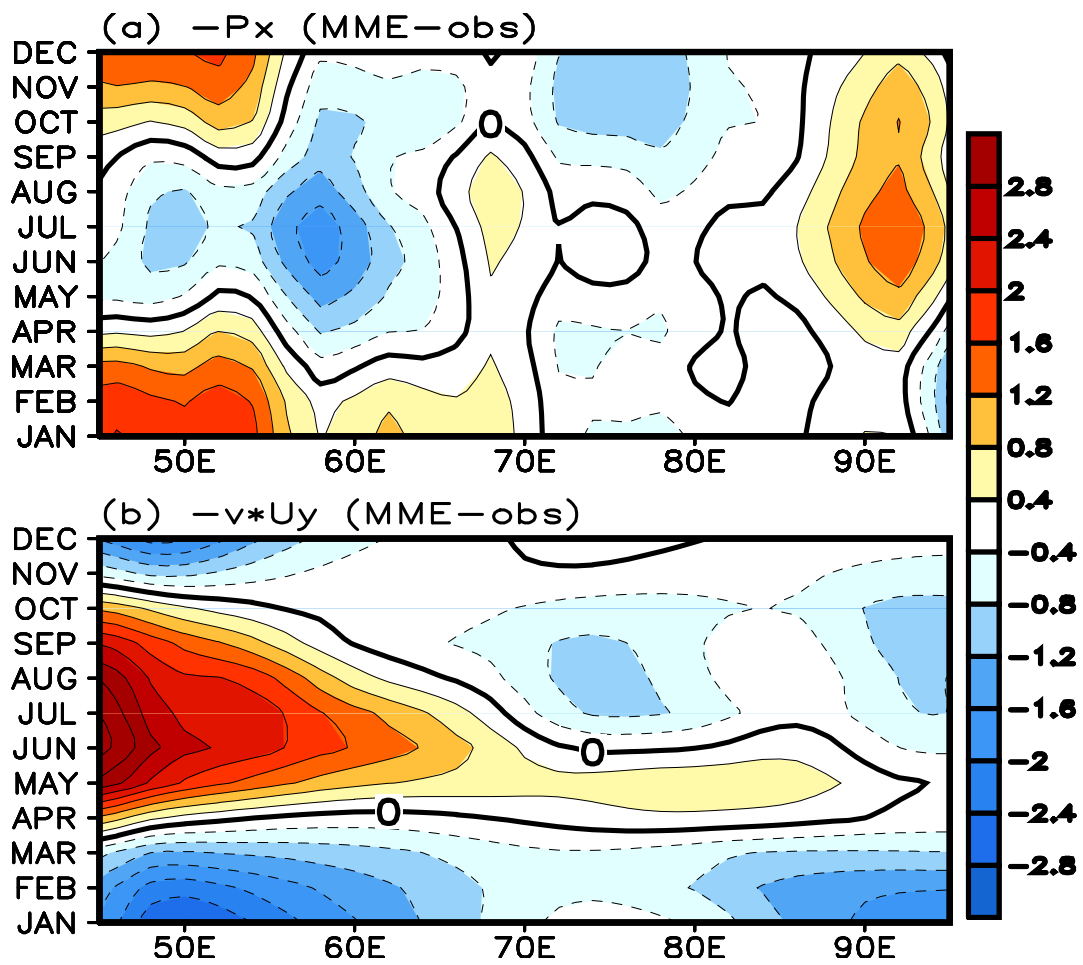 (a) -Px (MME-obs)
DEC
NOV
OCT
SEP
AUG
JUL
JUN
MAY
APR
MAR
FEB
JAN
0
50E 60E 70E 80E 90E
(b) -v*Uy (MME-obs)
DEC
NOV
OCT
SEP
AUG
JUL
JUN
MAY
APR
MAR
FEB
JAN
0
0
50E 60E 70E 80E 90E
2.8
2.4
2
1.6
1.2
0.8
0.4
-0.4
-0.8
-1.2
-1.6
-2
-2.4
-2.8